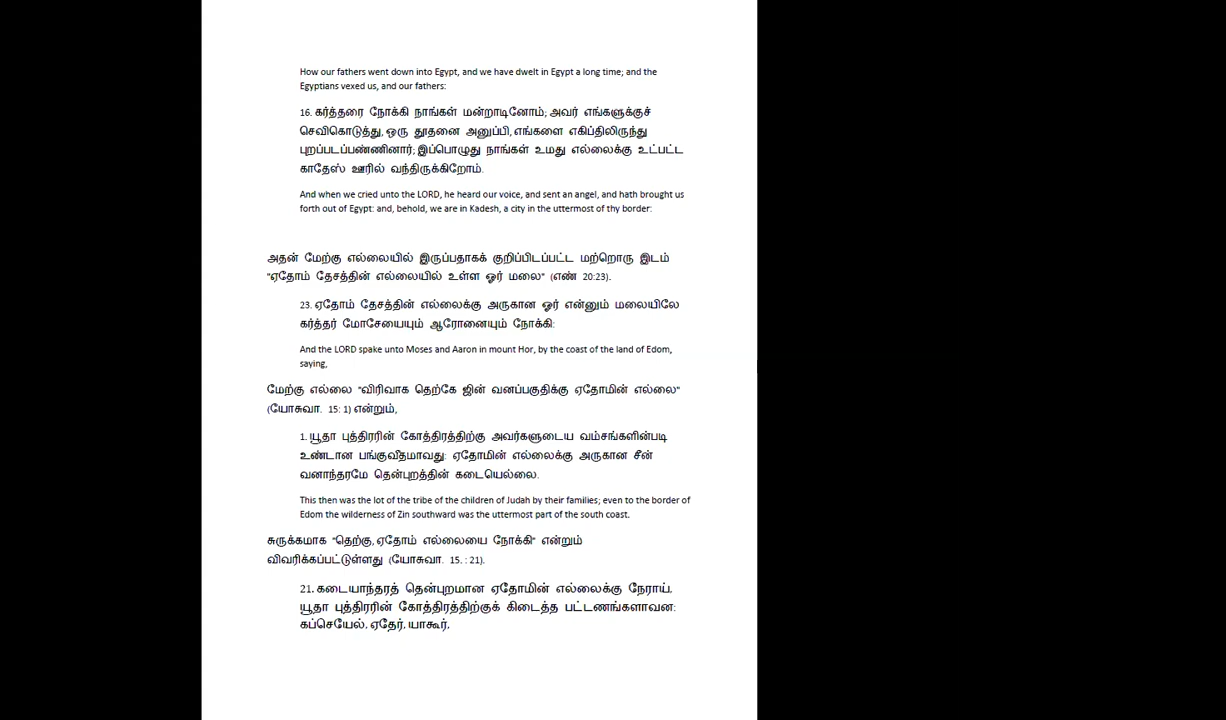 How our fathers went down into Egypt, and we have dwelt in Egypt a long time; and the
Egyptians vexed us, and our fathers:
16. கர்த்தரை நோக்கி நாங்கள் மன்றாடினோம்; அவர் எங்களுக்குச்
செவிகொடுத்து, ஒரு தூதனை அனுப்பி, எங்களை எகிப்திலிருந்து
புறப்படப்பண்ணினார்; இப்பொழுது நாங்கள் உமது எல்லைக்கு உட்பட்ட
காதேஸ் ஊரில் வந்திருக்கிறோம்.
And when we cried unto the LORD, he heard our voice, and sent an angel, and hath brought us
forth out of Egypt: and, behold, we are in Kadesh, a city in the uttermost of thy border:
அதன் மேற்கு எல்லையில் இருப்பதாகக் குறிப்பிடப்பட்ட மற்றொரு இடம்
"ஏதோம் தேசத்தின் எல்லையில் உள்ள ஓர் மலை" (எண் 20:23).
23. ஏதோம் தேசத்தின் எல்லைக்கு அருகான ஓர் என்னும் மலையிலே
கர்த்தர் மோசேயையும் ஆரோனையும் நோக்கி:
And the LORD spake unto Moses and Aaron in mount Hor, by the coast of the land of Edom,
saying,
மேற்கு எல்லை "விரிவாக தெற்கே ஜின் வனப்பகுதிக்கு ஏதோமின் எல்லை"
(யோசுவா. 15: 1) என்றும்,
1. யூதா புத்திரரின் கோத்திரத்திற்கு அவர்களுடைய வம்சங்களின்படி
உண்டான பங்குவீதமாவது: ஏதோமின் எல்லைக்கு அருகான சீன்
வனாந்தரமே தென்புறத்தின் கடையெல்லை.
This then was the lot of the tribe of the children of Judah by their families; even to the border of
Edom the wilderness of Zin southward was the uttermost part of the south coast.
சுருக்கமாக "தெற்கு, ஏதோம் எல்லையை நோக்கி" என்றும்
விவரிக்கப்பட்டுள்ளது (யோசுவா. 15. : 21).
21. கடையாந்தரத் தென்புறமான ஏதோமின் எல்லைக்கு நேராய்,
யூதா புத்திரரின் கோத்திரத்திற்குக் கிடைத்த பட்டணங்களாவன:
கப்செயேல், ஏதேர், யாகூர்,